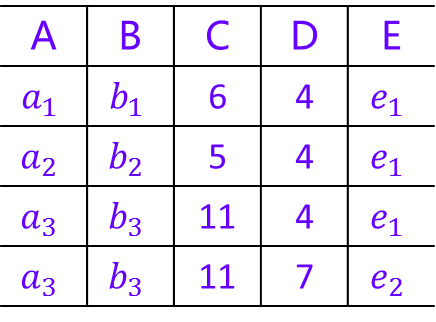 A B C D E
a₁ b₁ 6 4 e₁
a₂ b₂ 5 4 e₁
a₃ b₃ 11 4 e₁
a₃ b₃ 11 7 e₂